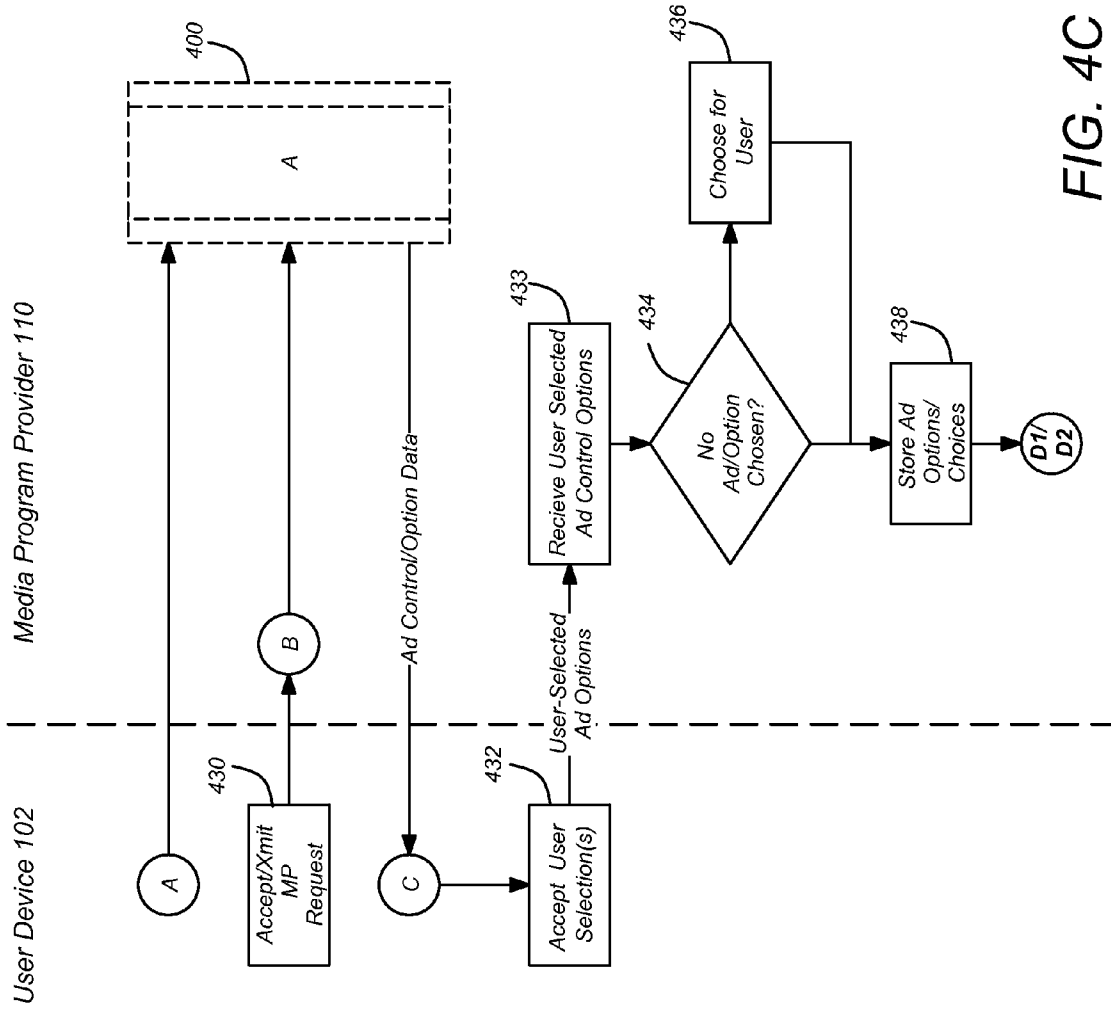 User Device 102
Media Program Provider 110
A
400
A
430
Accept/Xmit
MP
Request
B
Ad Control/Option Data
C
432
Accept User
Selection(s)
User-Selected
Ad Options
433
Recieve User Selected
Ad Control Options
434
No
Ad/Option
Chosen?
436
Choose for
User
438
Store Ad
Options/
Choices
D1/
D2
FIG. 4C